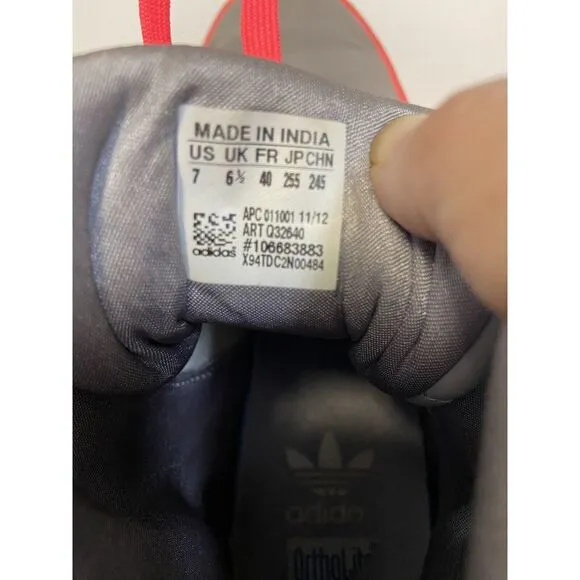 MADE IN INDIA
US UK FR JP CHN
7 6½ 40 255 245
APC 011001 11/12
ART Q32640
#106683883
X94TDC2N00484
adidas
adidas
OrthoLite